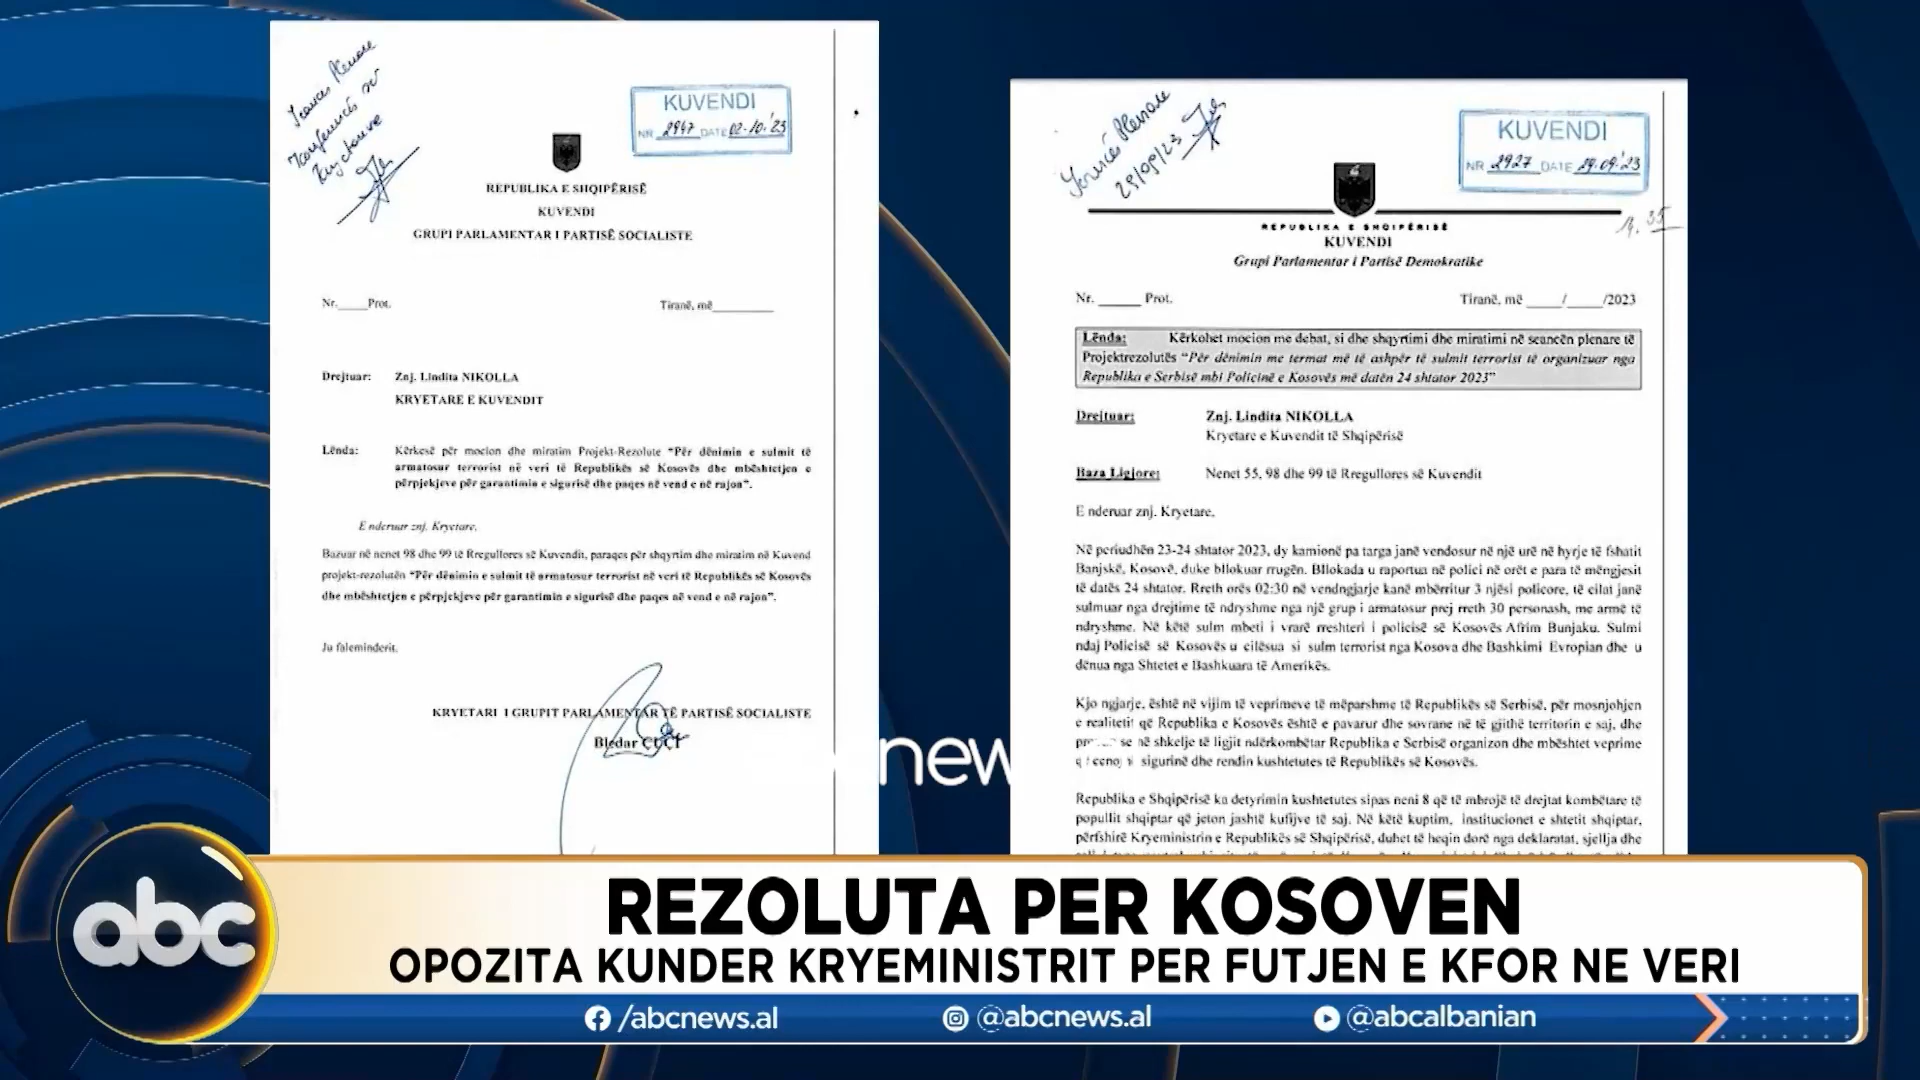 Seancës Plenare
Konferencës së
Kryetarëve
KUVENDI
NR 2947 DATE 02-10-'23
REPUBLIKA E SHQIPËRISË
KUVENDI
GRUPI PARLAMENTAR I PARTISË SOCIALISTE
Nr.____Prot. Tiranë, më________
Drejtuar: Znj. Lindita NIKOLLA
KRYETARE E KUVENDIT
Lënda: Kërkesë për mocion dhe miratim Projekt-Rezolute "Për dënimin e sulmit të
armatosur terrorist në veri të Republikës së Kosovës dhe mbështetjen e
përpjekjeve për garantimin e sigurisë dhe paqes në vend e në rajon".
E nderuar znj. Kryetare,
Bazuar në nenet 98 dhe 99 të Rregullores së Kuvendit, paraqes për shqyrtim dhe miratim në Kuvend
projekt-rezolutën "Për dënimin e sulmit të armatosur terrorist në veri të Republikës së Kosovës
dhe mbështetjen e përpjekjeve për garantimin e sigurisë dhe paqes në vend e në rajon".
Ju faleminderit,
KRYETARI I GRUPIT PARLAMENTAR TË PARTISË SOCIALISTE
Bledar ÇUÇI
Seancës Plenare
29/09/23
KUVENDI
NR 2927 DATE 29.09.'23
REPUBLIKA E SHQIPËRISË
KUVENDI
Grupi Parlamentar i Partisë Demokratike
Nr. ______ Prot. Tiranë, më _____/_____/2023
Lënda: Kërkohet mocion me debat, si dhe shqyrtimi dhe miratimi në seancën plenare të
Projektrezolutës "Për dënimin me termat më të ashpër të sulmit terrorist të organizuar nga
Republika e Serbisë mbi Policinë e Kosovës më datën 24 shtator 2023"
Drejtuar: Znj. Lindita NIKOLLA
Kryetare e Kuvendit të Shqipërisë
Baza Ligjore: Nenet 55, 98 dhe 99 të Rregullores së Kuvendit
E nderuar znj. Kryetare,
Në periudhën 23-24 shtator 2023, dy kamionë pa targa janë vendosur në një urë në hyrje të fshatit
Banjskë, Kosovë, duke bllokuar rrugën. Bllokada u raportua në polici në orët e para të mëngjesit
të datës 24 shtator. Rreth orës 02:30 në vendngjarje kanë mbërritur 3 njësi policore, të cilat janë
sulmuar nga drejtime të ndryshme nga një grup i armatosur prej rreth 30 personash, me armë të
ndryshme. Në këtë sulm mbeti i vrarë rreshteri i policisë së Kosovës Afrim Bunjaku. Sulmi
ndaj Policisë së Kosovës u cilësua si sulm terrorist nga Kosova dhe Bashkimi Evropian dhe u
dënua nga Shtetet e Bashkuara të Amerikës.
Kjo ngjarje, është në vijim të veprimeve të mëparshme të Republikës së Serbisë, për mosnjohjen
e realitetit që Republika e Kosovës është e pavarur dhe sovrane në të gjithë territorin e saj, dhe
se në shkelje të ligjit ndërkombëtar Republika e Serbisë organizon dhe mbështet veprime
sigurinë dhe rendin kushtetues të Republikës së Kosovës.
Republika e Shqipërisë ka detyrimin kushtetues sipas neni 8 që të mbrojë të drejtat kombëtare të
popullit shqiptar që jeton jashtë kufijve të saj. Në këtë kuptim, institucionet e shtetit shqiptar,
përfshirë Kryeministrin e Republikës së Shqipërisë, duhet të heqin dorë nga deklaratat, sjellja dhe
news
abc
REZOLUTA PER KOSOVEN
OPOZITA KUNDER KRYEMINISTRIT PER FUTJEN E KFOR NE VERI
/abcnews.al @abcnews.al @abcalbanian